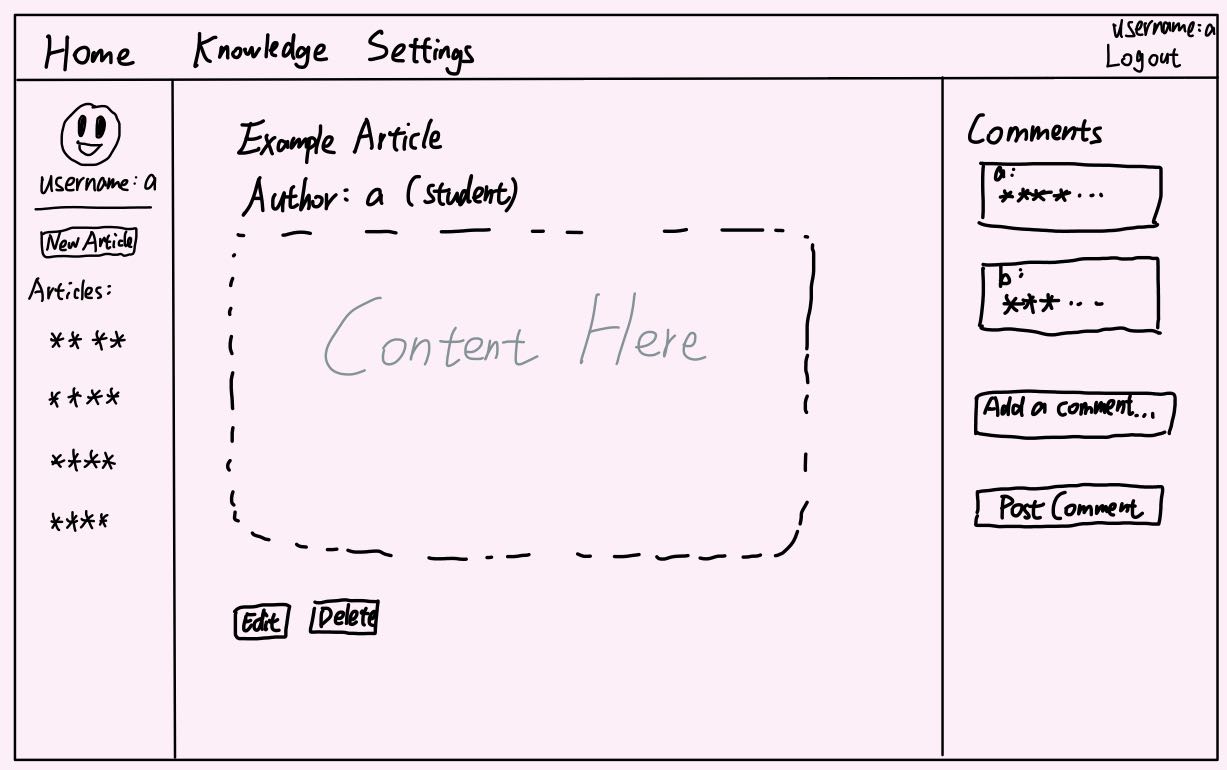 Home Knowledge Settings
username: a
Logout
username: a
New Article
Articles:
****
****
****
****
Example Article
Author: a (student)
Content Here
Edit Delete
Comments
a:
****...
b:
***...
Add a comment...
Post Comment